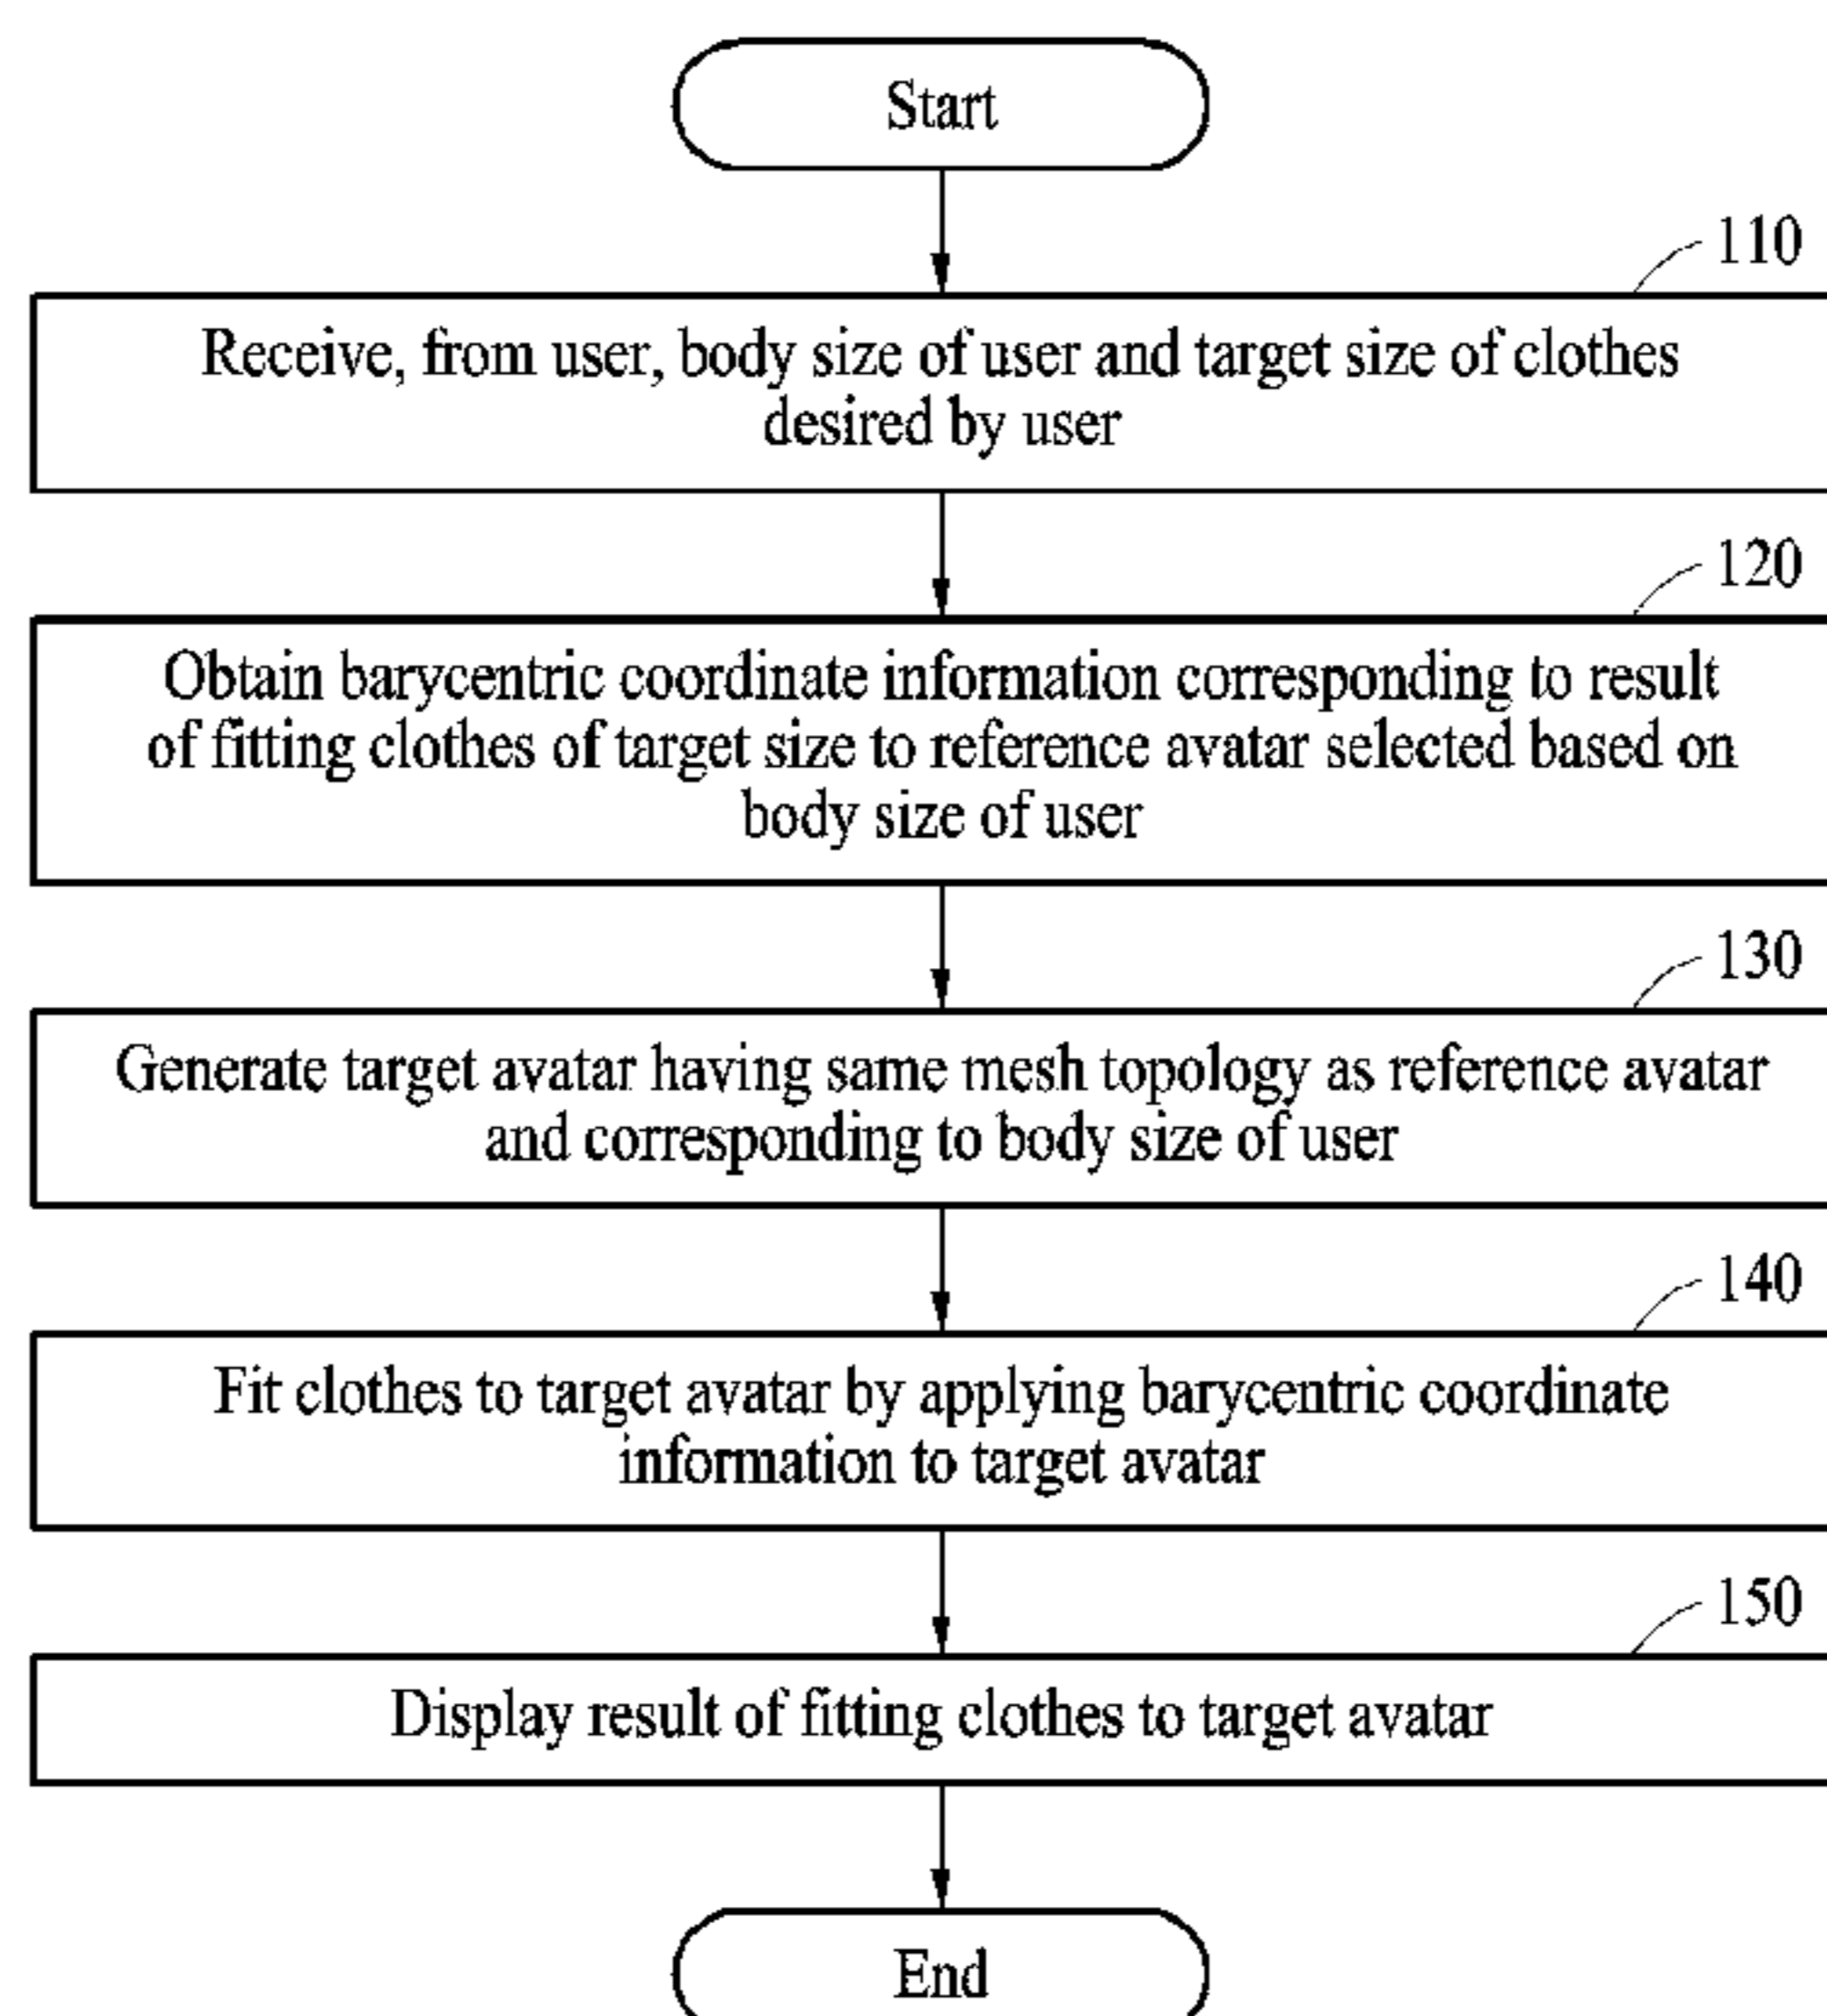 Start
110
Receive, from user, body size of user and target size of clothes
desired by user
120
Obtain barycentric coordinate information corresponding to result
of fitting clothes of target size to reference avatar selected based on
body size of user
130
Generate target avatar having same mesh topology as reference avatar
and corresponding to body size of user
140
Fit clothes to target avatar by applying barycentric coordinate
information to target avatar
150
Display result of fitting clothes to target avatar
End